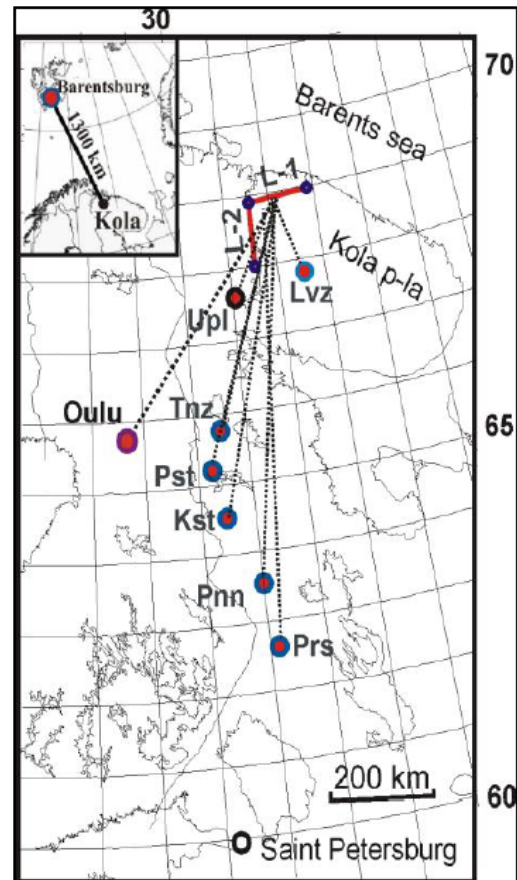 30
70
Barentsburg
1300 km
Kola
Barents sea
L-1
L-2
Kola p-la
Lvz
Upl
Oulu
Tnz
65
Pst
Kst
Pnn
Prs
200 km
60
Saint Petersburg